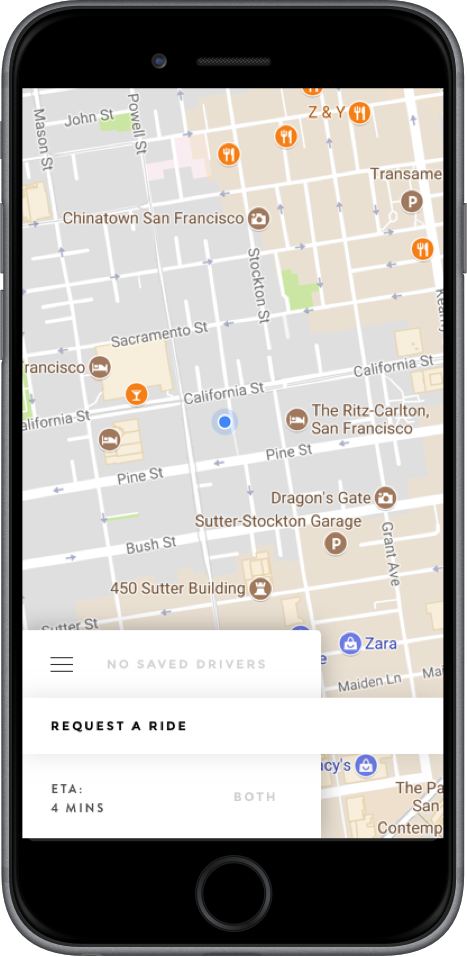 Z & Y
John St
Powell St
Mason St
Transame
P
Chinatown San Francisco
Stockton St
Kearny
Sacramento St
rancisco
California St
California St
alifornia St
The Ritz-Carlton,
San Francisco
Pine St
Pine St
Dragon's Gate
Sutter-Stockton Garage
P
Bush St
Grant Ave
450 Sutter Building
Sutter St
Zara
e
Maiden Ln
Mai
NO SAVED DRIVERS
REQUEST A RIDE
cy's
ETA:
4 MINS
BOTH
The Pa
San
Contemp